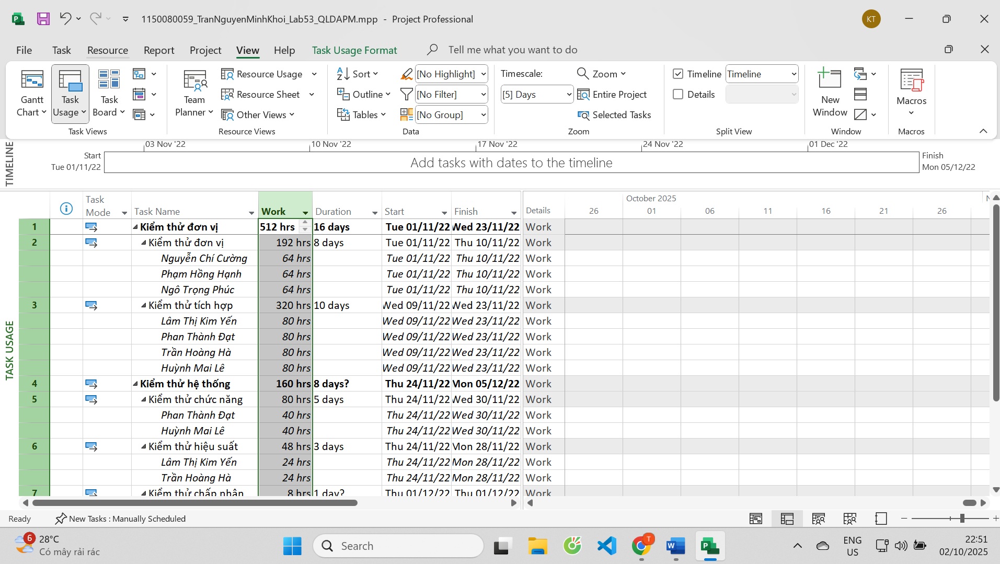 1150080059_TranNguyenMinhKhoi_Lab53_QLDAPM.mpp - Project Professional
KT
File Task Resource Report Project View Help Task Usage Format Tell me what you want to do
Gantt Chart
Task Usage
Task Board
Task Views
Team Planner
Resource Usage
Resource Sheet
Other Views
Resource Views
Sort
Outline
Tables
[No Highlight]
[No Filter]
[No Group]
Data
Timescale:
[5] Days
Zoom
Entire Project
Selected Tasks
Zoom
Timeline Timeline
Details
Split View
New Window
Window
Macros
Macros
TIMELINE
03 Nov '22 10 Nov '22 17 Nov '22 24 Nov '22 01 Dec '22
Start
Tue 01/11/22
Add tasks with dates to the timeline
Finish
Mon 05/12/22
TASK USAGE
Task Mode Task Name Work Duration Start Finish Details
October 2025 N
26 01 06 11 16 21 26
1 Kiểm thử đơn vị 512 hrs 16 days Tue 01/11/22 Wed 23/11/22 Work
2 Kiểm thử đơn vị 192 hrs 8 days Tue 01/11/22 Thu 10/11/22 Work
Nguyễn Chí Cường 64 hrs Tue 01/11/22 Thu 10/11/22 Work
Phạm Hồng Hạnh 64 hrs Tue 01/11/22 Thu 10/11/22 Work
Ngô Trọng Phúc 64 hrs Tue 01/11/22 Thu 10/11/22 Work
3 Kiểm thử tích hợp 320 hrs 10 days Wed 09/11/22 Wed 23/11/22 Work
Lâm Thị Kim Yến 80 hrs Wed 09/11/22 Wed 23/11/22 Work
Phan Thành Đạt 80 hrs Wed 09/11/22 Wed 23/11/22 Work
Trần Hoàng Hà 80 hrs Wed 09/11/22 Wed 23/11/22 Work
Huỳnh Mai Lê 80 hrs Wed 09/11/22 Wed 23/11/22 Work
4 Kiểm thử hệ thống 160 hrs 8 days? Thu 24/11/22 Mon 05/12/22 Work
5 Kiểm thử chức năng 80 hrs 5 days Thu 24/11/22 Wed 30/11/22 Work
Phan Thành Đạt 40 hrs Thu 24/11/22 Wed 30/11/22 Work
Huỳnh Mai Lê 40 hrs Thu 24/11/22 Wed 30/11/22 Work
6 Kiểm thử hiệu suất 48 hrs 3 days Thu 24/11/22 Mon 28/11/22 Work
Lâm Thị Kim Yến 24 hrs Thu 24/11/22 Mon 28/11/22 Work
Trần Hoàng Hà 24 hrs Thu 24/11/22 Mon 28/11/22 Work
7 Kiểm thử chấp nhận 8 hrs 1 day? Thu 01/12/22 Thu 01/12/22 Work
Ready New Tasks : Manually Scheduled
6
28°C
Có mây rải rác
Search
T
ENG
US
22:51
02/10/2025